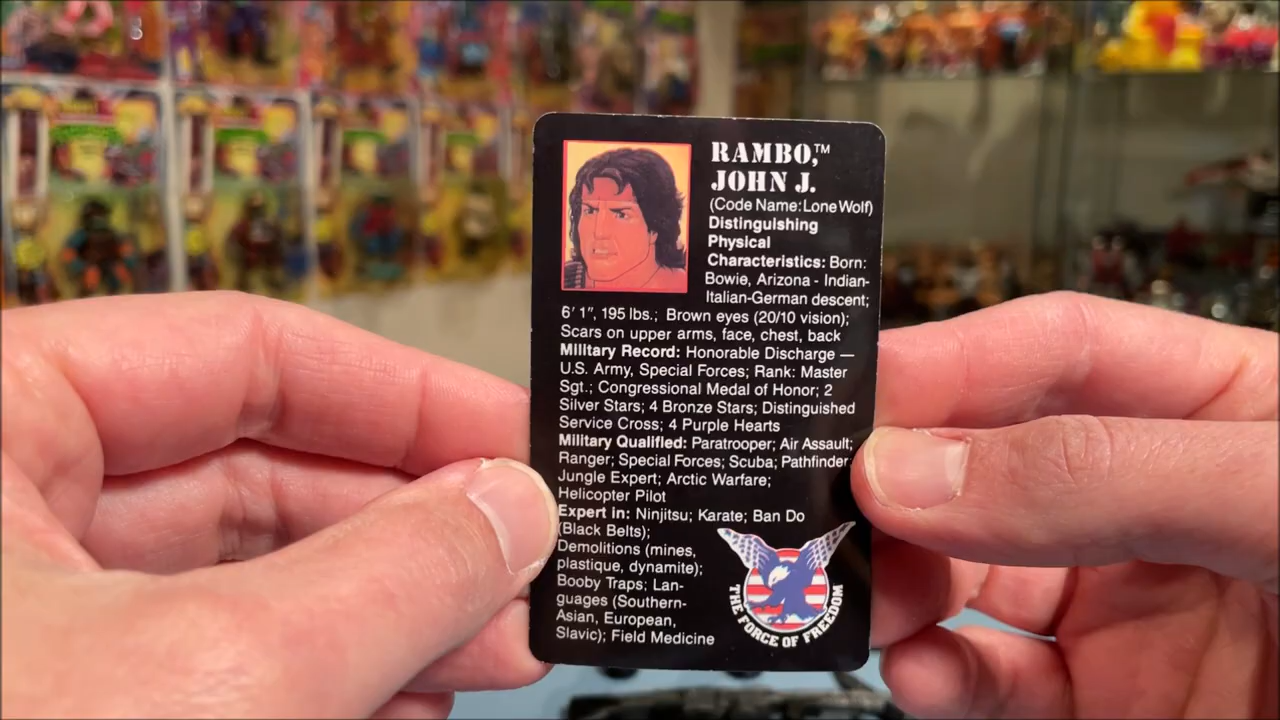 RAMBO,™
JOHN J.
(Code Name: Lone Wolf)
Distinguishing
Physical
Characteristics: Born:
Bowie, Arizona - Indian-
Italian-German descent;
6' 1", 195 lbs.; Brown eyes (20/10 vision);
Scars on upper arms, face, chest, back
Military Record: Honorable Discharge —
U.S. Army, Special Forces; Rank: Master
Sgt.; Congressional Medal of Honor; 2
Silver Stars; 4 Bronze Stars; Distinguished
Service Cross; 4 Purple Hearts
Military Qualified: Paratrooper; Air Assault;
Ranger; Special Forces; Scuba; Pathfinder;
Jungle Expert; Arctic Warfare;
Helicopter Pilot
Expert in: Ninjitsu; Karate; Ban Do
(Black Belts);
Demolitions (mines,
plastique, dynamite);
Booby Traps; Lan-
guages (Southern-
Asian, European,
Slavic); Field Medicine
THE FORCE OF FREEDOM